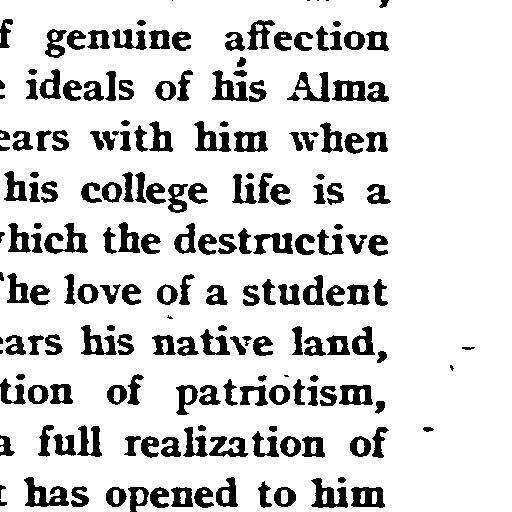 f genuine affection
ideals of his Alma
ears with him when
his college life is a
which the destructive
The love of a student
ears his native land,
tion of patriotism,
a full realization of
has opened to him